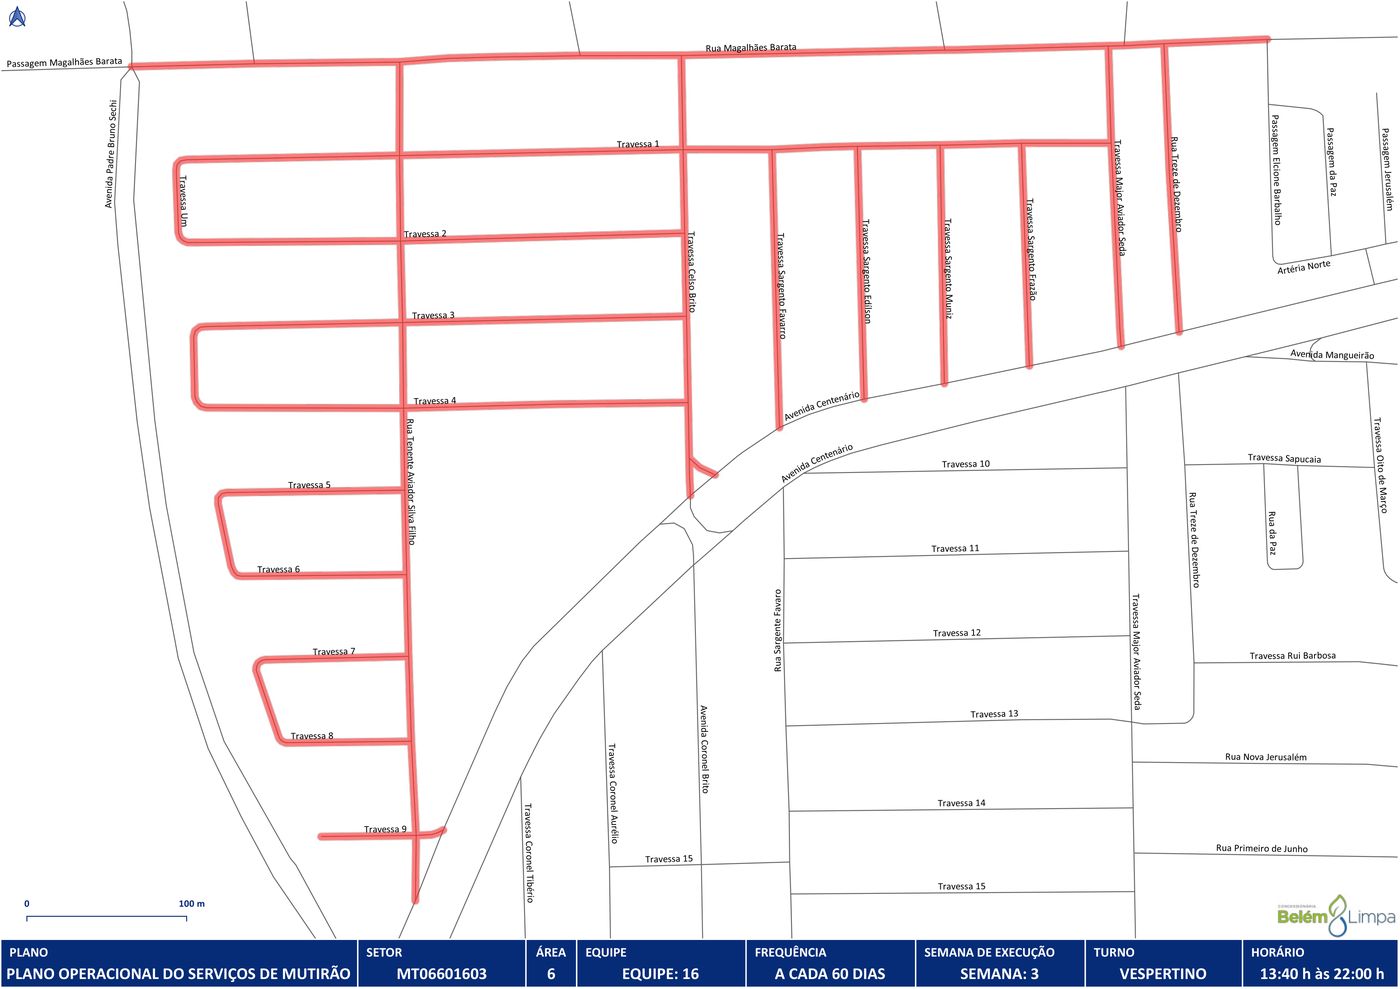 Rua Magalhães Barata
Passagem Magalhães Barata
Avenida Padre Bruno Sechi
Travessa 1
Travessa Um
Travessa 2
Travessa 3
Travessa 4
Travessa 5
Travessa 6
Travessa 7
Travessa 8
Travessa 9
Rua Tenente Aviador Silva Filho
Travessa Celso Brito
Travessa Sargento Favarro
Travessa Sargento Edilson
Travessa Sargento Muniz
Travessa Sargento Frazão
Travessa Major Aviador Seda
Rua Treze de Dezembro
Passagem Elcione Barbalho
Passagem da Paz
Passagem Jerusalém
Artéria Norte
Avenida Mangueirão
Avenida Centenário
Avenida Centenário
Travessa 10
Travessa Sapucaia
Travessa Oito de Março
Rua da Paz
Rua Treze de Dezembro
Travessa 11
Travessa 12
Rua Sargente Favaro
Travessa Major Aviador Seda
Travessa Rui Barbosa
Travessa 13
Avenida Coronel Brito
Travessa Coronel Aurélio
Travessa Coronel Tibério
Rua Nova Jerusalém
Travessa 14
Rua Primeiro de Junho
Travessa 15
Travessa 15
0 100 m
CONCESSIONÁRIA
Belém Limpa
PLANO
PLANO OPERACIONAL DO SERVIÇOS DE MUTIRÃO
SETOR
MT06601603
ÁREA
6
EQUIPE
EQUIPE: 16
FREQUÊNCIA
A CADA 60 DIAS
SEMANA DE EXECUÇÃO
SEMANA: 3
TURNO
VESPERTINO
HORÁRIO
13:40 h às 22:00 h